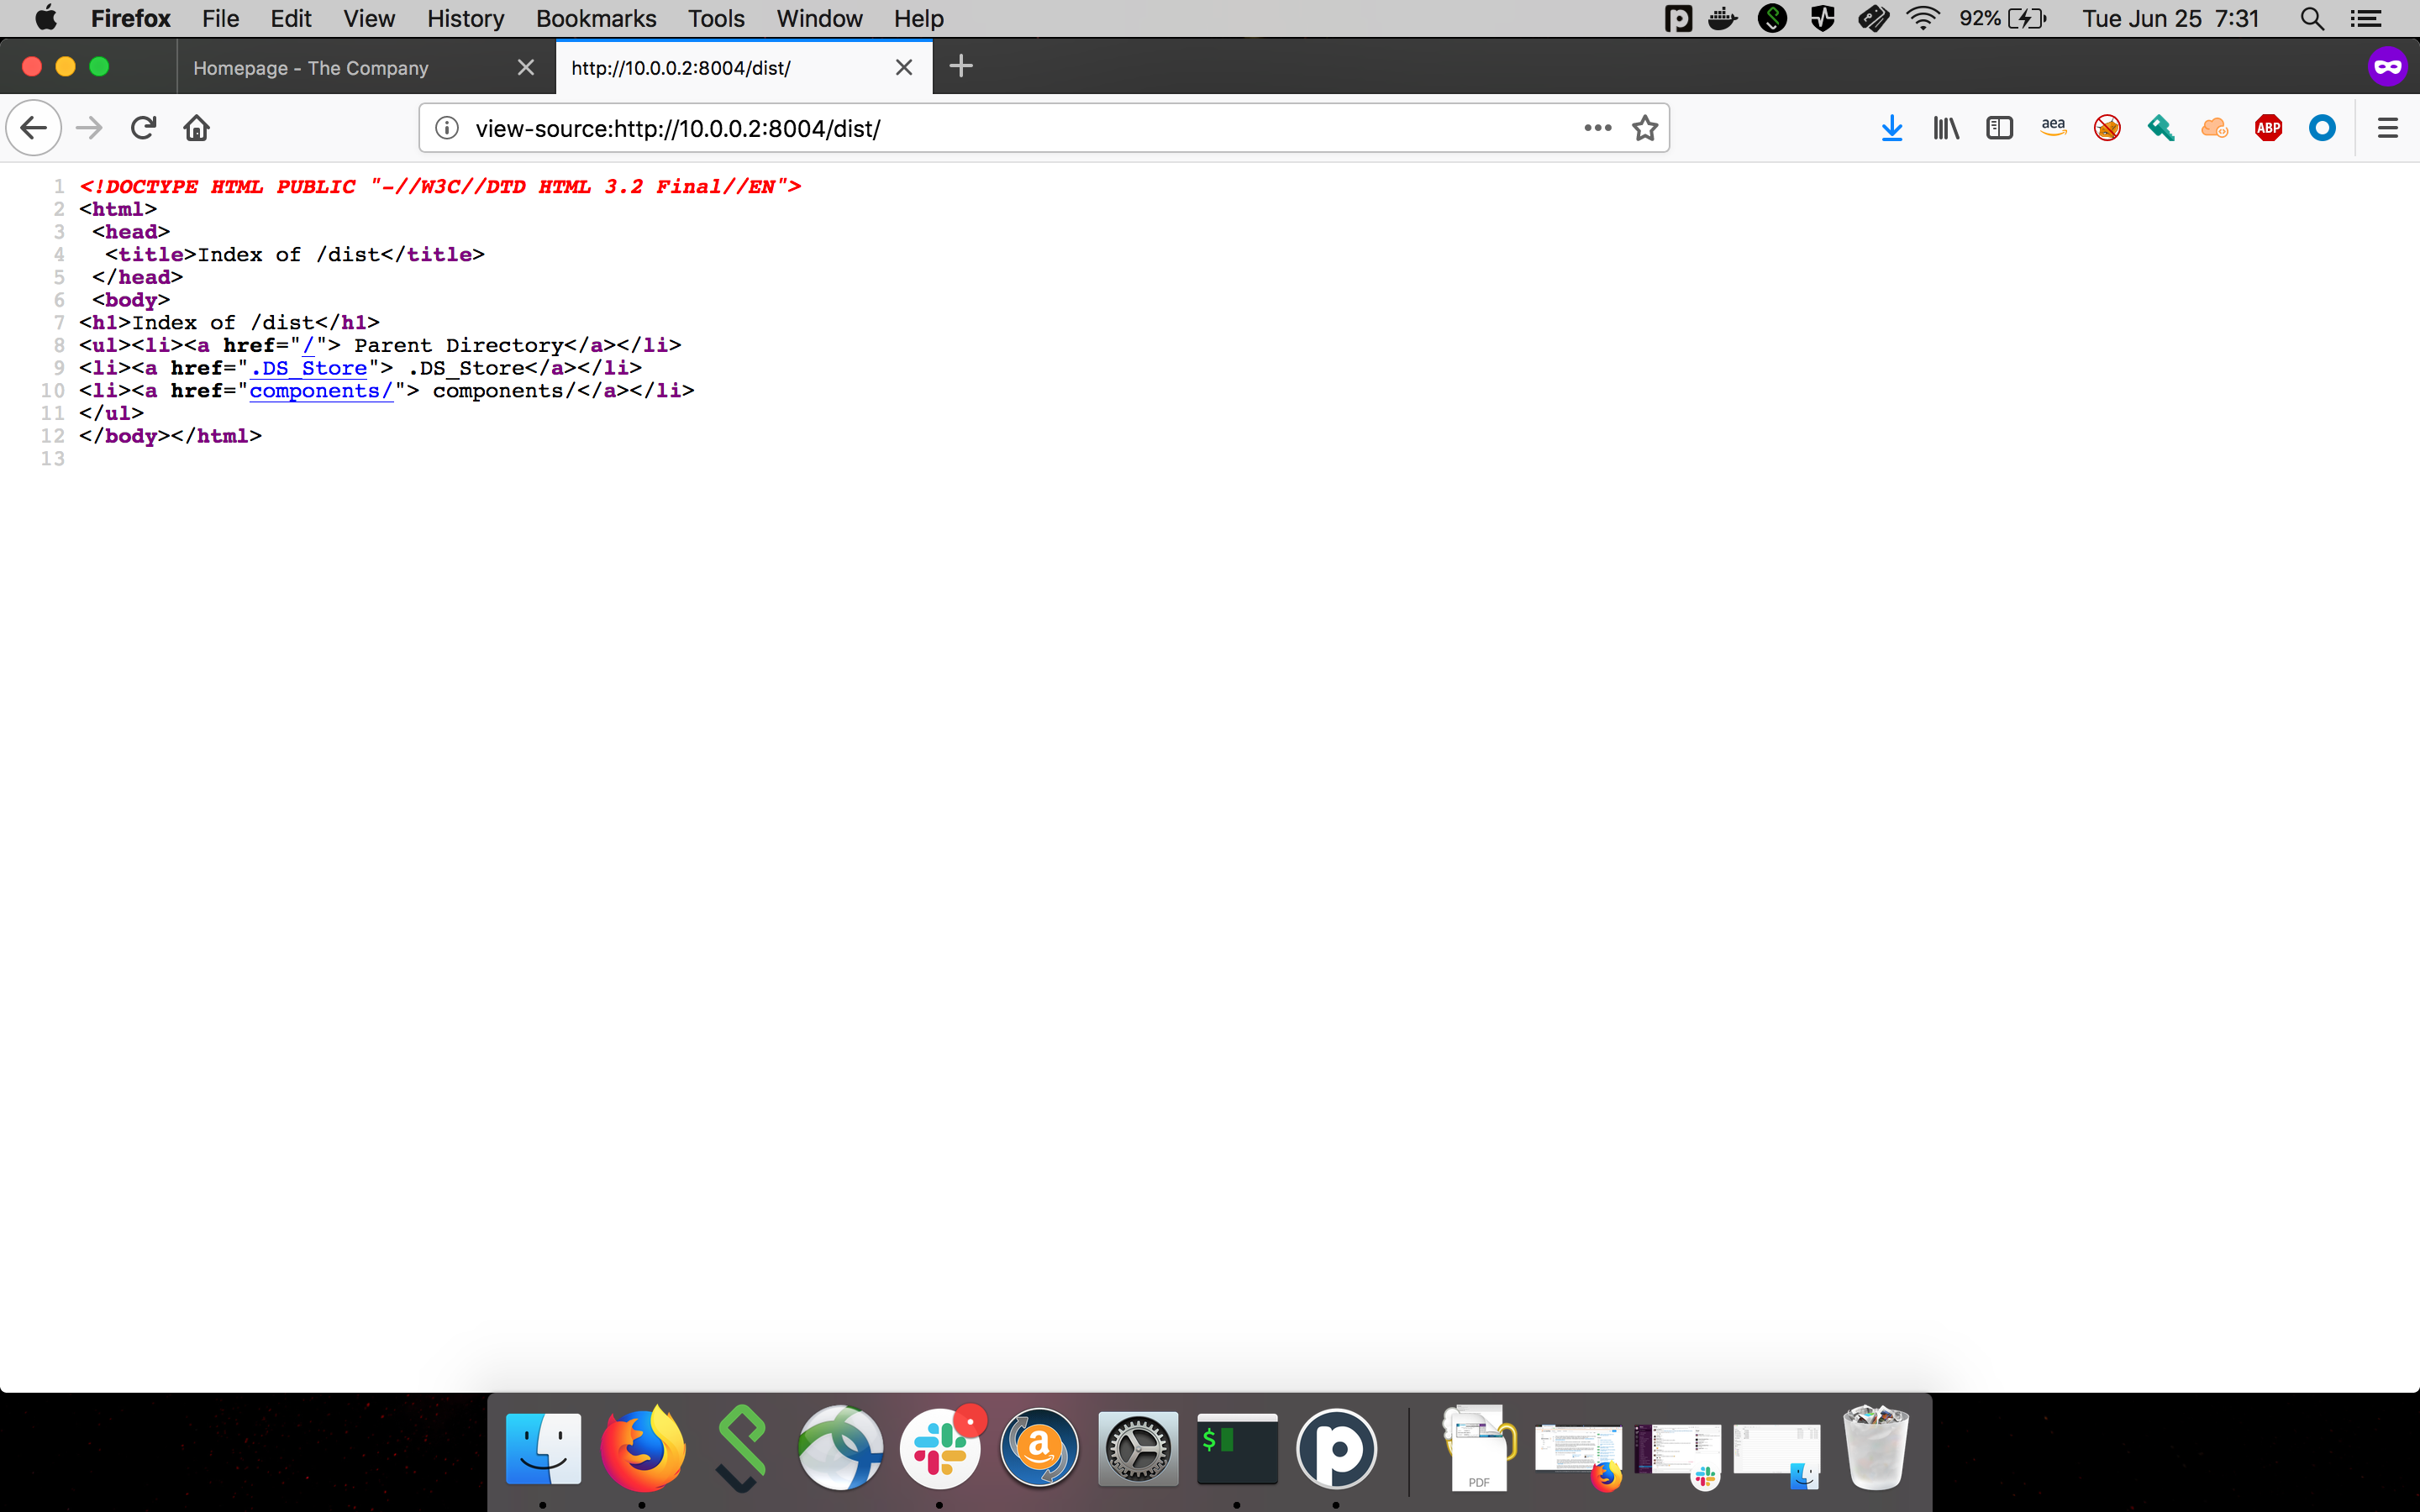 Firefox File Edit View History Bookmarks Tools Window Help 92% Tue Jun 25 7:31
Homepage - The Company http://10.0.0.2:8004/dist/
view-source:http://10.0.0.2:8004/dist/ aea ABP
1 <!DOCTYPE HTML PUBLIC "-//W3C//DTD HTML 3.2 Final//EN">
2 <html>
3  <head>
4   <title>Index of /dist</title>
5  </head>
6  <body>
7 <h1>Index of /dist</h1>
8 <ul><li><a href="/"> Parent Directory</a></li>
9 <li><a href=".DS_Store"> .DS_Store</a></li>
10 <li><a href="components/"> components/</a></li>
11 </ul>
12 </body></html>
13
$
PDF